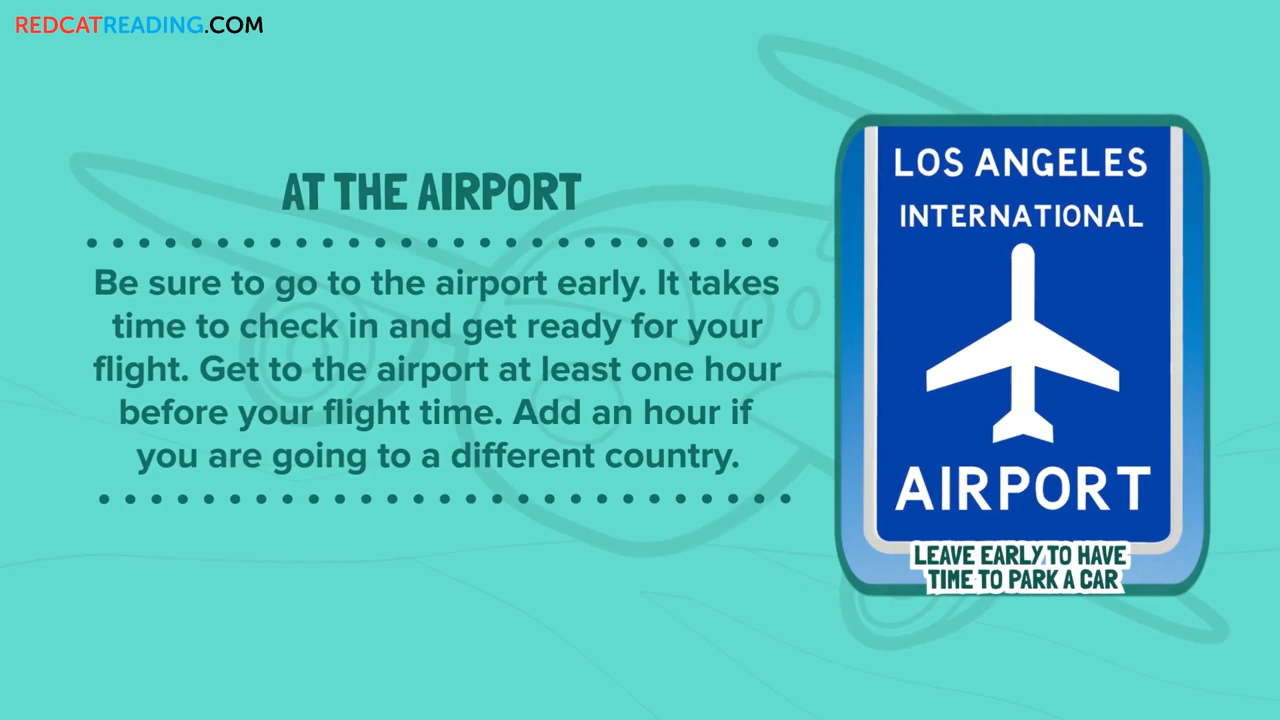 REDCATREADING.COM
AT THE AIRPORT
Be sure to go to the airport early. It takes
time to check in and get ready for your
flight. Get to the airport at least one hour
before your flight time. Add an hour if
you are going to a different country.
LOS ANGELES
INTERNATIONAL
AIRPORT
LEAVE EARLY TO HAVE
TIME TO PARK A CAR